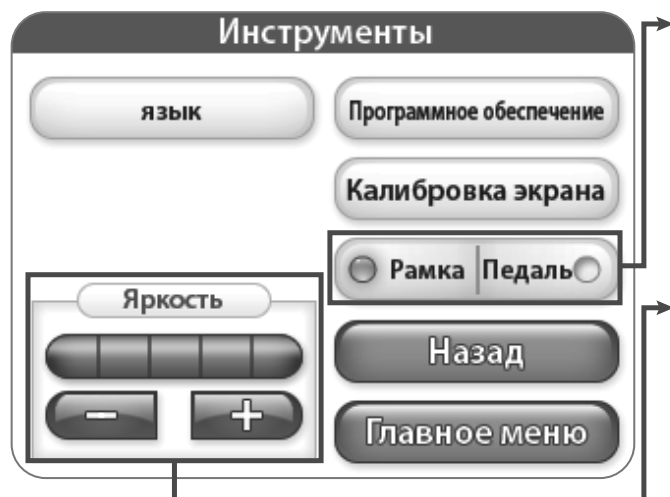 Инструменты
язык
Программное обеспечение
Калибровка экрана
Рамка Педаль
Яркость
Назад
− +
Главное меню